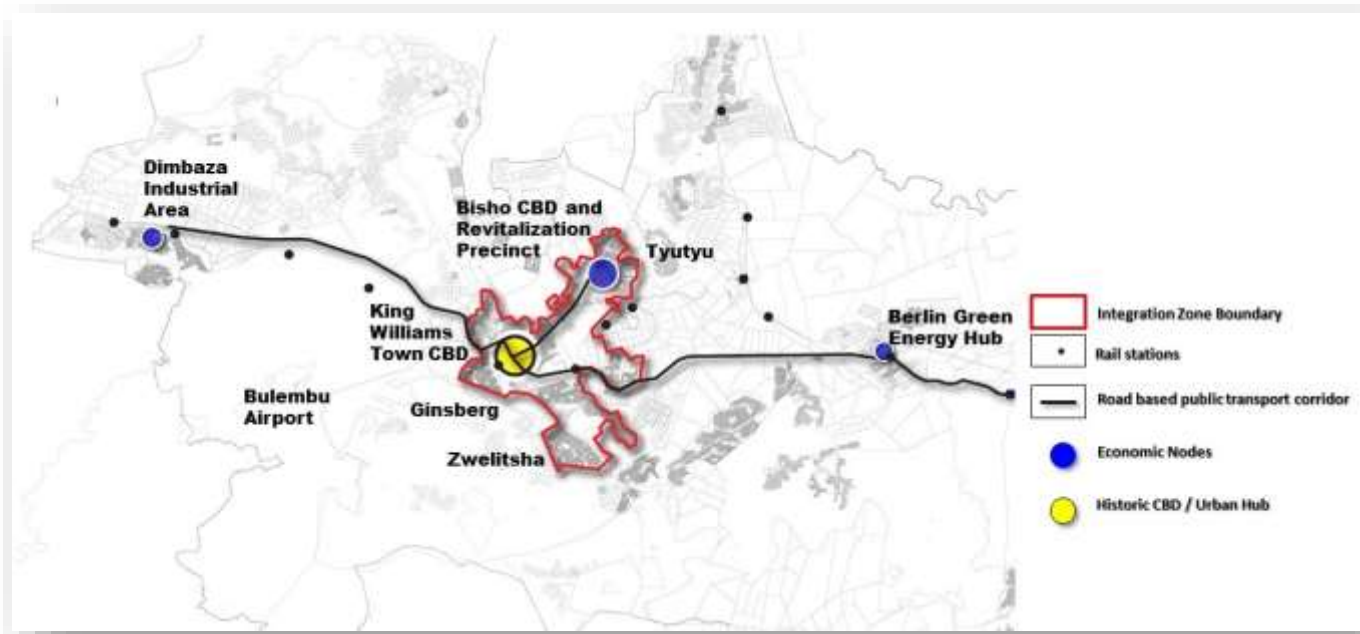 Dimbaza
Industrial
Area
Bisho CBD and
Revitalization
Precinct
Tyutyu
King
Williams
Town CBD
Berlin Green
Energy Hub
Bulembu
Airport
Ginsberg
Zwelitsha
Integration Zone Boundary
Rail stations
Road based public transport corridor
Economic Nodes
Historic CBD / Urban Hub